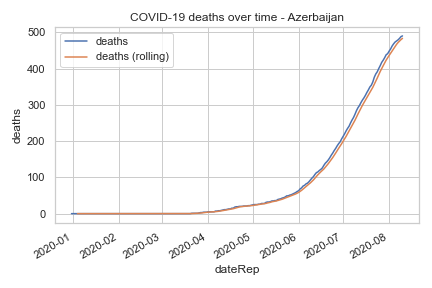 COVID-19 deaths over time - Azerbaijan
deaths
deaths (rolling)
500
400
300
200
100
0
deaths
2020-01
2020-02
2020-03
2020-04
2020-05
2020-06
2020-07
2020-08
dateRep